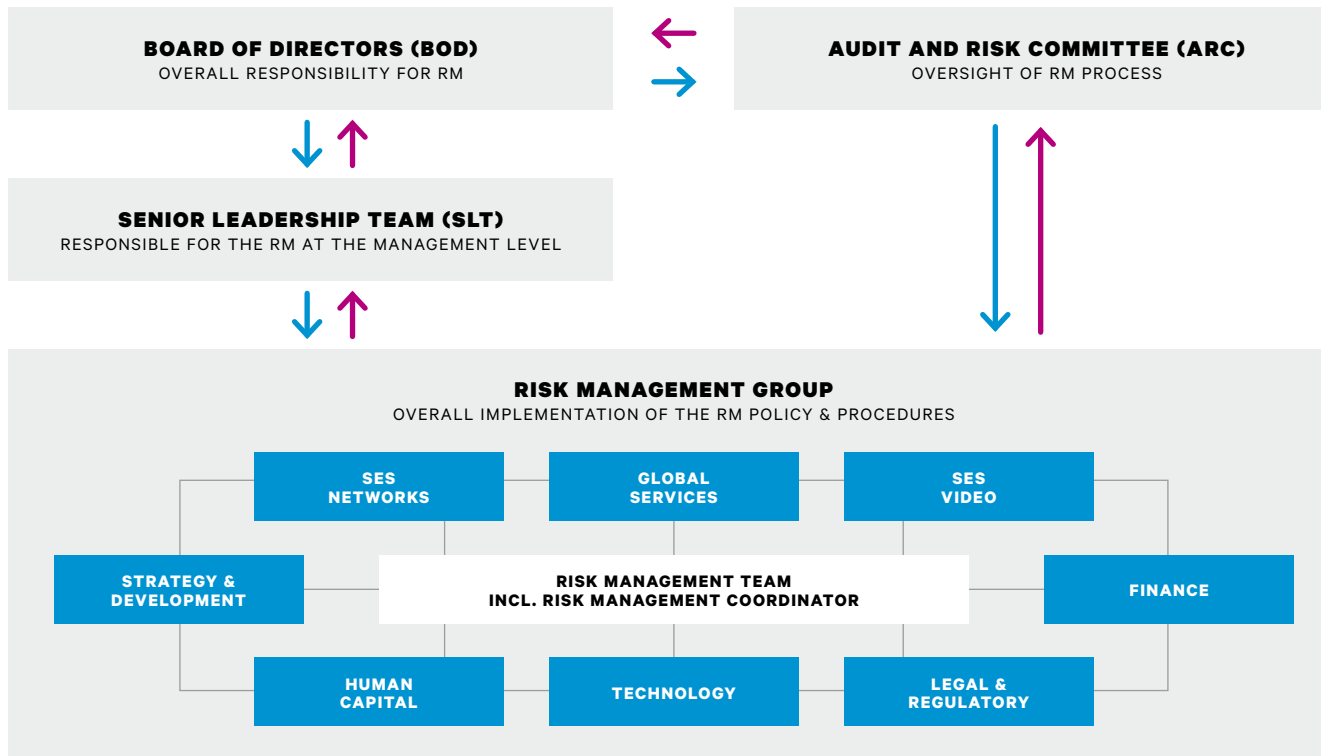 BOARD OF DIRECTORS (BOD)
OVERALL RESPONSIBILITY FOR RM
AUDIT AND RISK COMMITTEE (ARC)
OVERSIGHT OF RM PROCESS
SENIOR LEADERSHIP TEAM (SLT)
RESPONSIBLE FOR THE RM AT THE MANAGEMENT LEVEL
RISK MANAGEMENT GROUP
OVERALL IMPLEMENTATION OF THE RM POLICY & PROCEDURES
SES
NETWORKS
GLOBAL
SERVICES
SES
VIDEO
STRATEGY &
DEVELOPMENT
RISK MANAGEMENT TEAM
INCL. RISK MANAGEMENT COORDINATOR
FINANCE
HUMAN
CAPITAL
TECHNOLOGY
LEGAL &
REGULATORY